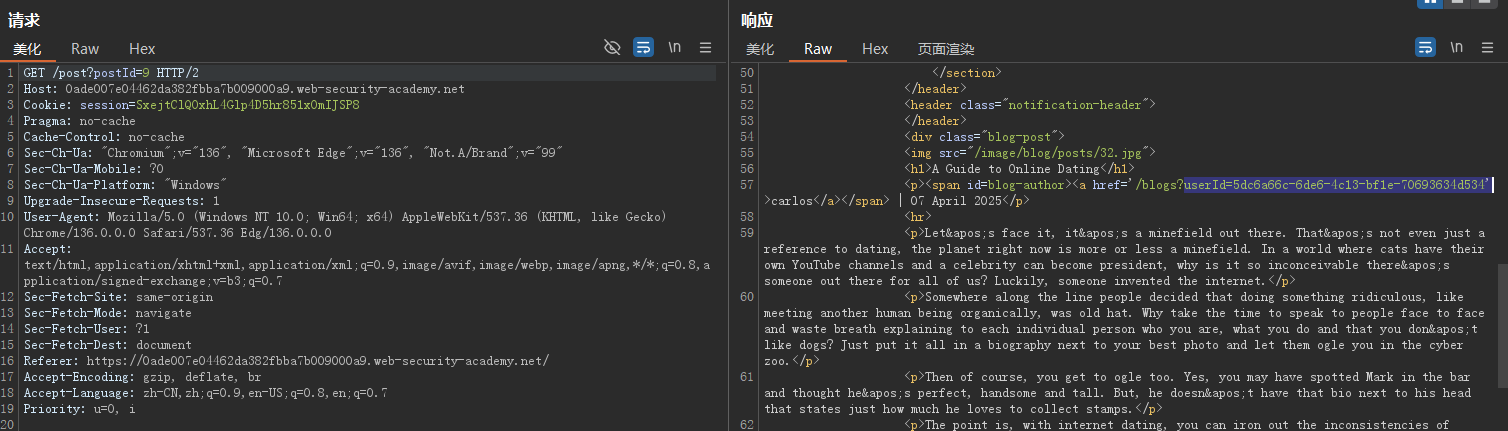 请求
美化 Raw Hex \n
1 GET /post?postId=9 HTTP/2
2 Host: 0ade007e04462da382fbba7b009000a9.web-security-academy.net
3 Cookie: session=SxejtClQOxhL4Glp4D5hr851xOmIJSP8
4 Pragma: no-cache
5 Cache-Control: no-cache
6 Sec-Ch-Ua: "Chromium";v="136", "Microsoft Edge";v="136", "Not.A/Brand";v="99"
7 Sec-Ch-Ua-Mobile: ?0
8 Sec-Ch-Ua-Platform: "Windows"
9 Upgrade-Insecure-Requests: 1
10 User-Agent: Mozilla/5.0 (Windows NT 10.0; Win64; x64) AppleWebKit/537.36 (KHTML, like Gecko)
Chrome/136.0.0.0 Safari/537.36 Edg/136.0.0.0
11 Accept:
text/html,application/xhtml+xml,application/xml;q=0.9,image/avif,image/webp,image/apng,*/*;q=0.8,a
pplication/signed-exchange;v=b3;q=0.7
12 Sec-Fetch-Site: same-origin
13 Sec-Fetch-Mode: navigate
14 Sec-Fetch-User: ?1
15 Sec-Fetch-Dest: document
16 Referer: https://0ade007e04462da382fbba7b009000a9.web-security-academy.net/
17 Accept-Encoding: gzip, deflate, br
18 Accept-Language: zh-CN,zh;q=0.9,en-US;q=0.8,en;q=0.7
19 Priority: u=0, i
20
响应
美化 Raw Hex 页面渲染 \n
50 </section>
51 </header>
52 <header class="notification-header">
53 </header>
54 <div class="blog-post">
55 <img src="/image/blog/posts/32.jpg">
56 <h1>A Guide to Online Dating</h1>
57 <p><span id=blog-author><a href='/blogs?userId=5dc6a66c-6de6-4c13-bf1e-70693634d534'
>carlos</a></span> | 07 April 2025</p>
58 <hr>
59 <p>Let&apos;s face it, it&apos;s a minefield out there. That&apos;s not even just a
reference to dating, the planet right now is more or less a minefield. In a world where cats have their
own YouTube channels and a celebrity can become president, why is it so inconceivable there&apos;s
someone out there for all of us? Luckily, someone invented the internet.</p>
60 <p>Somewhere along the line people decided that doing something ridiculous, like
meeting another human being organically, was old hat. Why take the time to speak to people face to face
and waste breath explaining to each individual person who you are, what you do and that you don&apos;t
like dogs? Just put it all in a biography next to your best photo and let them ogle you in the cyber
zoo.</p>
61 <p>Then of course, you get to ogle too. Yes, you may have spotted Mark in the bar
and thought he&apos;s perfect, handsome and tall. But, he doesn&apos;t have that bio next to his head
that states just how much he loves to collect stamps.</p>
62 <p>The point is, with internet dating, you can iron out the inconsistencies of